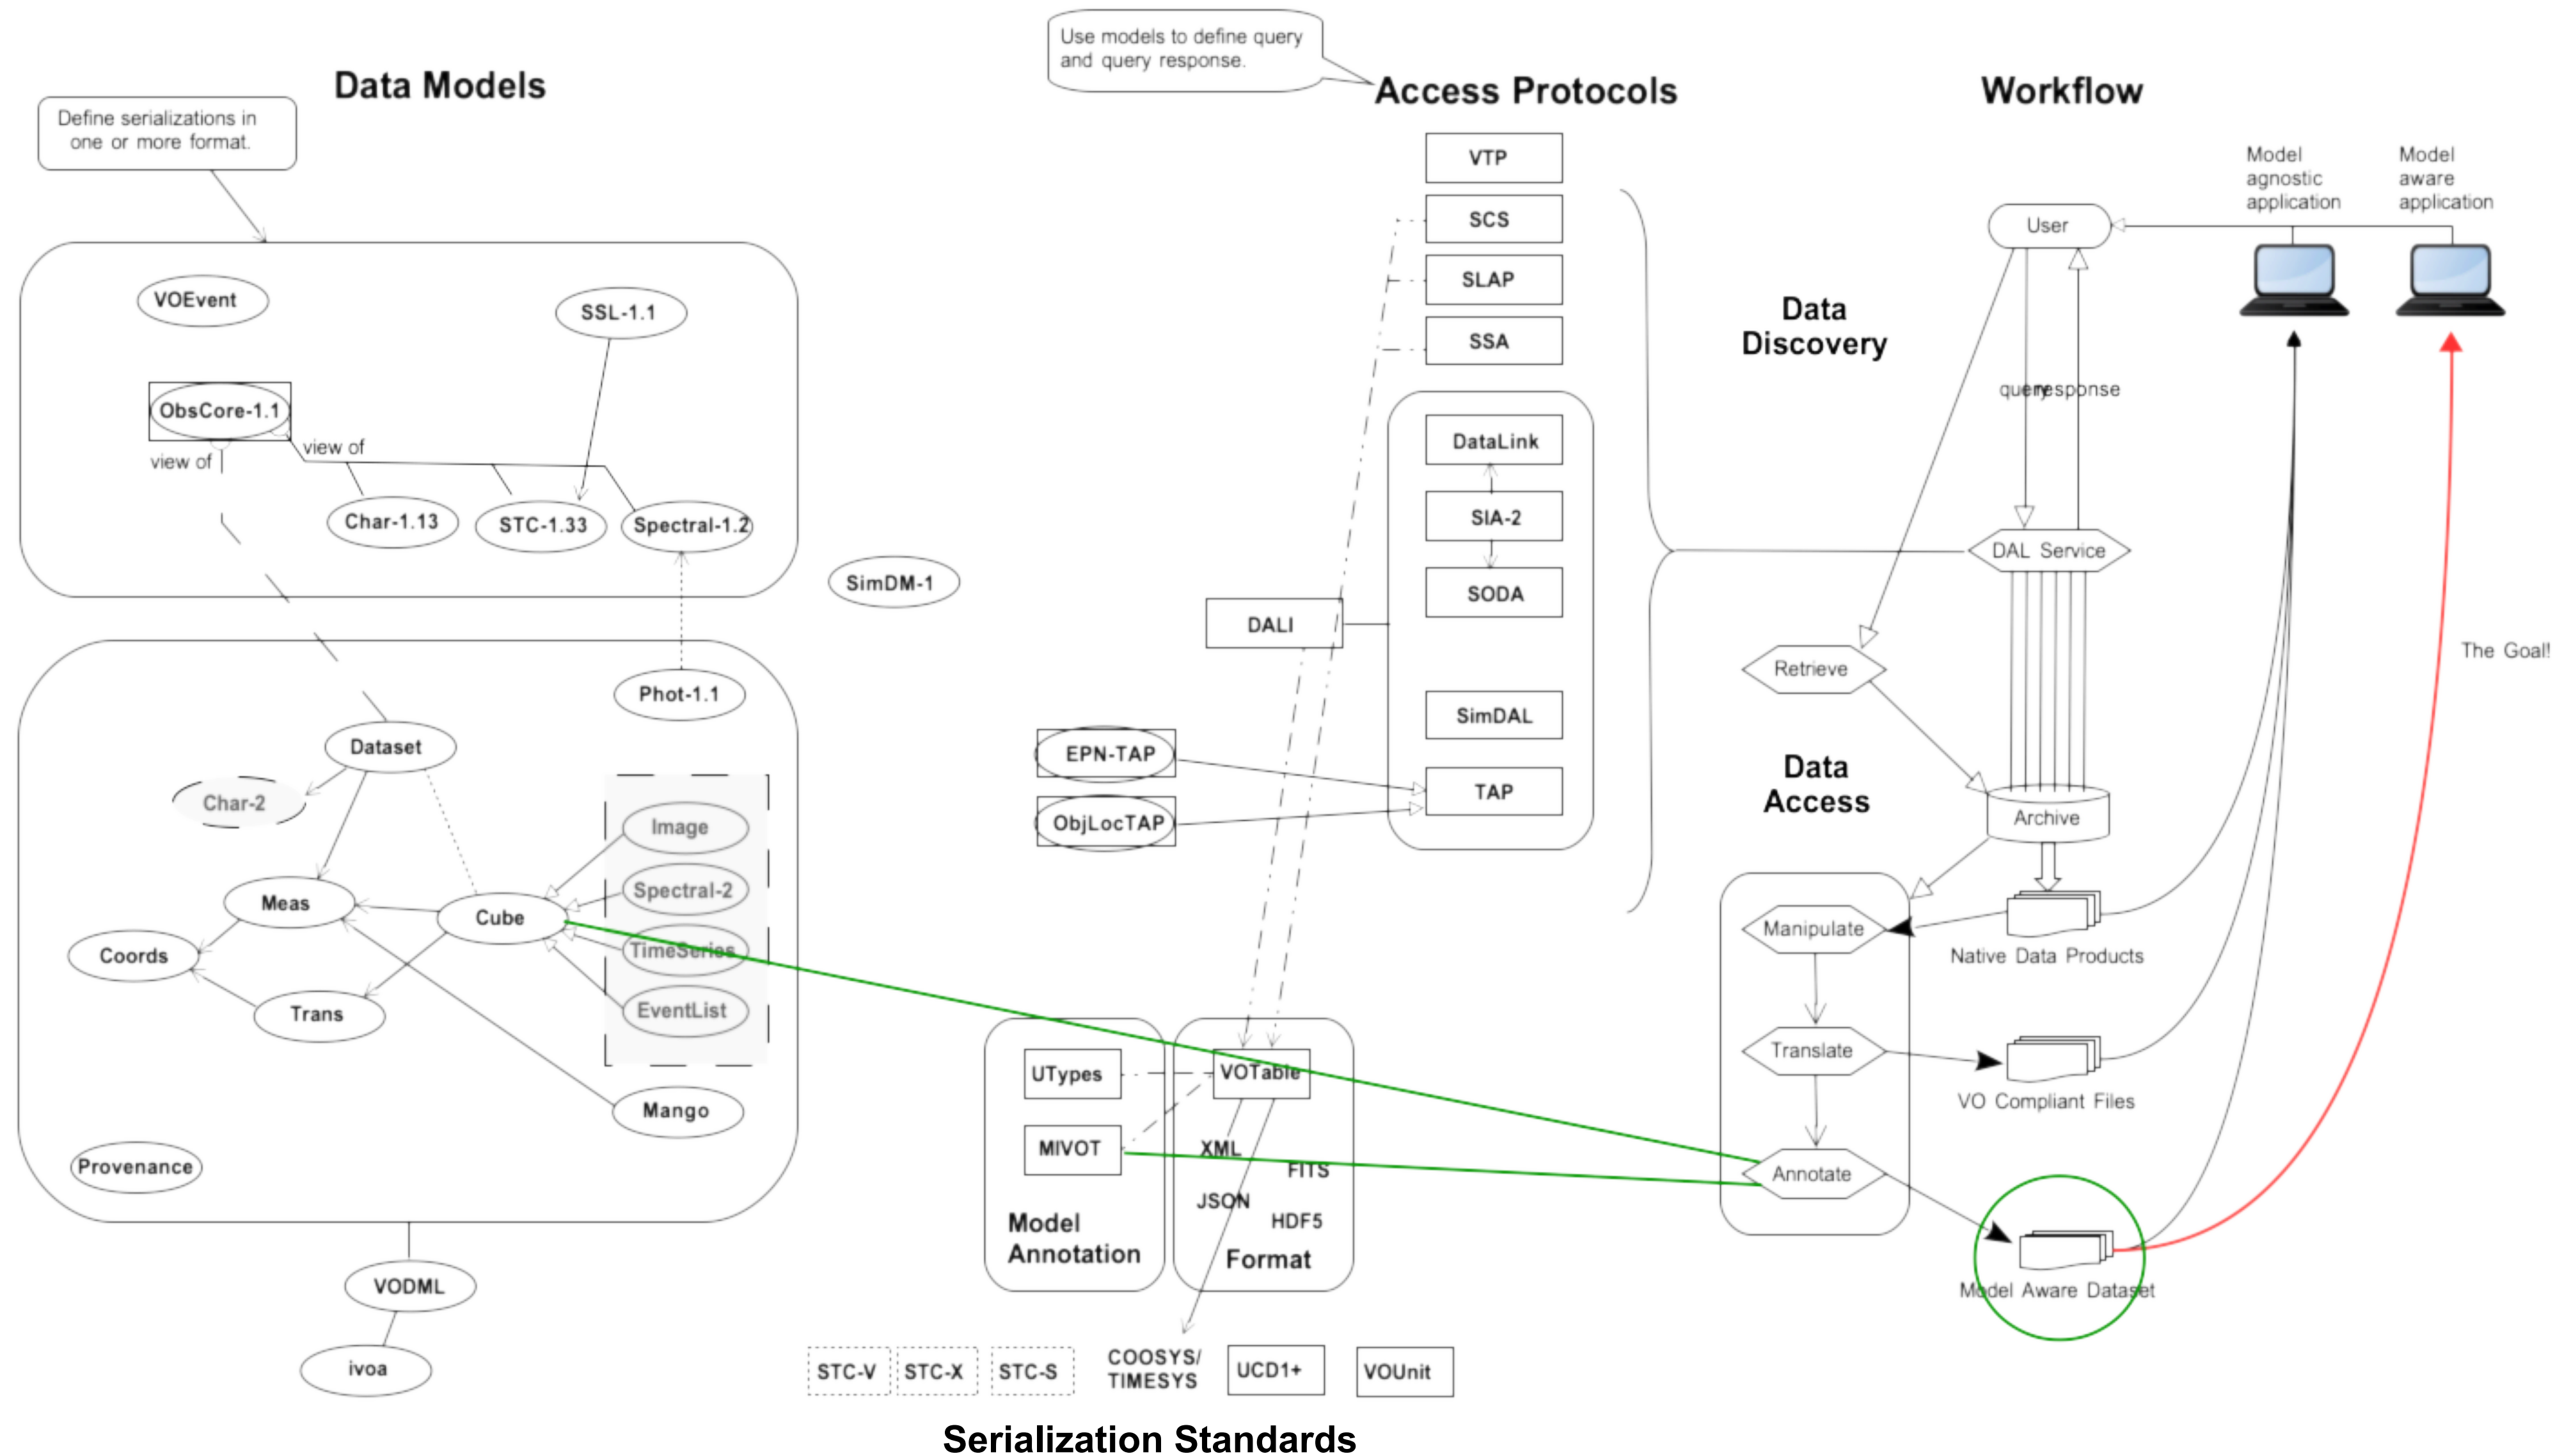 Data Models
Define serializations in
one or more format.
VOEvent
SSL-1.1
ObsCore-1.1
view of
view of
Char-1.13
STC-1.33
Spectral-1.2
SimDM-1
Phot-1.1
Dataset
Char-2
Image
Spectral-2
TimeSeries
EventList
Meas
Cube
Coords
Trans
Mango
Provenance
VODML
ivoa
Use models to define query
and query response.
Access Protocols
VTP
SCS
SLAP
SSA
DataLink
SIA-2
SODA
DALI
SimDAL
EPN-TAP
TAP
ObjLocTAP
UTypes
MIVOT
Model
Annotation
VOTable
XML
FITS
JSON
HDF5
Format
STC-V
STC-X
STC-S
COOSYS/
TIMESYS
UCD1+
VOUnit
Serialization Standards
Workflow
Model
agnostic
application
Model
aware
application
User
Data
Discovery
query
response
DAL Service
Retrieve
The Goal!
Data
Access
Archive
Manipulate
Native Data Products
Translate
VO Compliant Files
Annotate
Model Aware Dataset